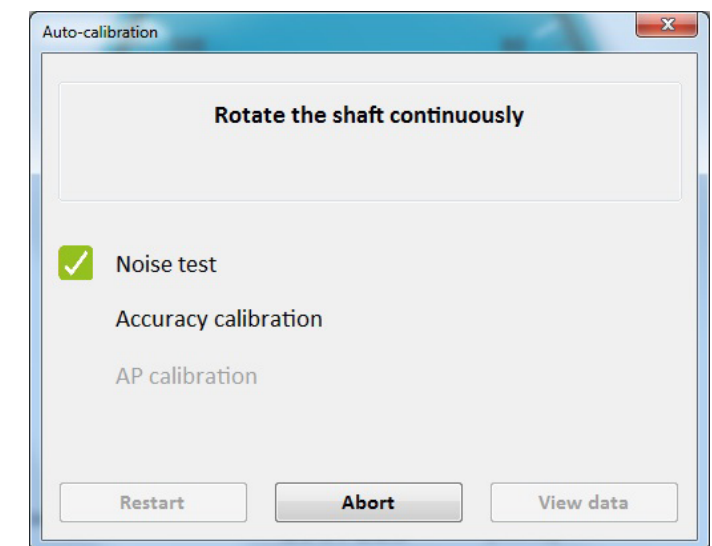 Auto-calibration
Rotate the shaft continuously
Noise test
Accuracy calibration
AP calibration
Restart Abort View data